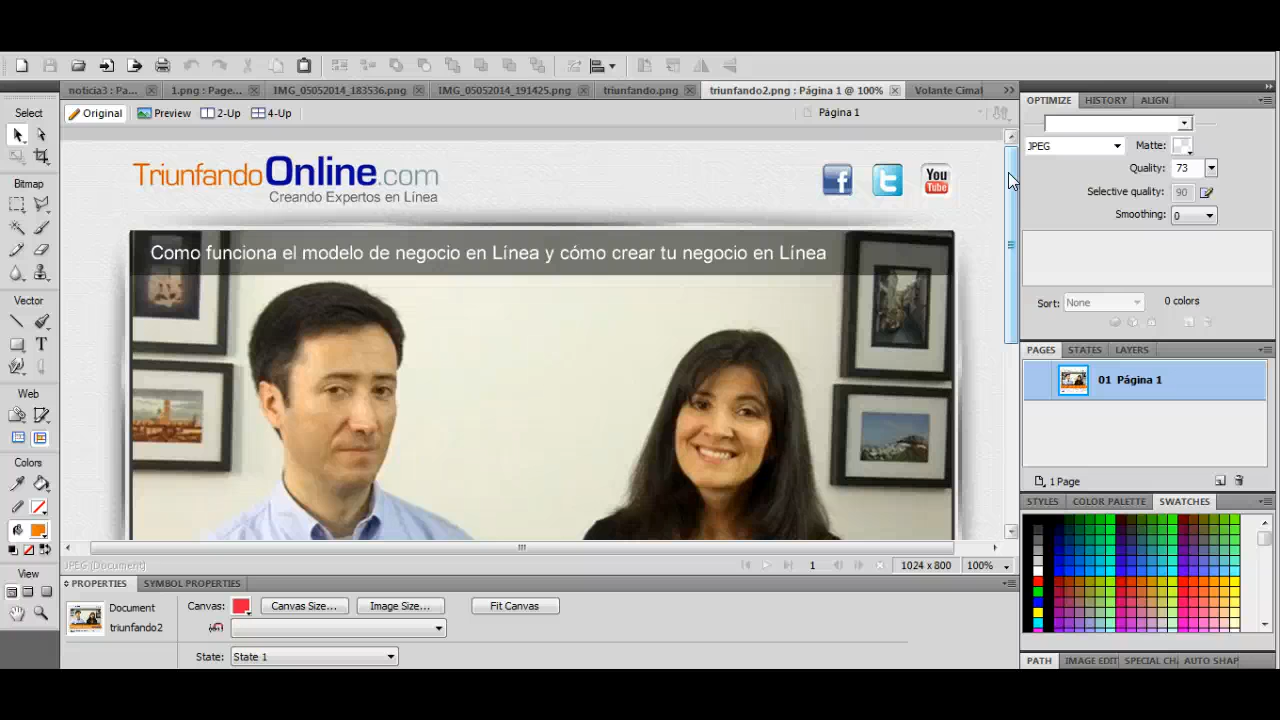 noticia3 : Pa...
1.png : Page...
IMG_05052014_183536.png
IMG_05052014_191425.png
triunfando.png
triunfando2.png : Página 1 @ 100%
Volante Cimat
Original
Preview
2-Up
4-Up
Página 1
TriunfandoOnline.com
Creando Expertos en Línea
You
Tube
Como funciona el modelo de negocio en Línea y cómo crear tu negocio en Línea
Select
Bitmap
Vector
Web
Colors
View
OPTIMIZE
HISTORY
ALIGN
JPEG
Matte:
Quality: 73
Selective quality: 90
Smoothing: 0
Sort: None
0 colors
PAGES
STATES
LAYERS
01 Página 1
1 Page
STYLES
COLOR PALETTE
SWATCHES
JPEG (Document)
1
1024 x 800
100%
PROPERTIES
SYMBOL PROPERTIES
Document
triunfando2
Canvas:
Canvas Size...
Image Size...
Fit Canvas
State: State 1
PATH
IMAGE EDIT
SPECIAL CH
AUTO SHAP